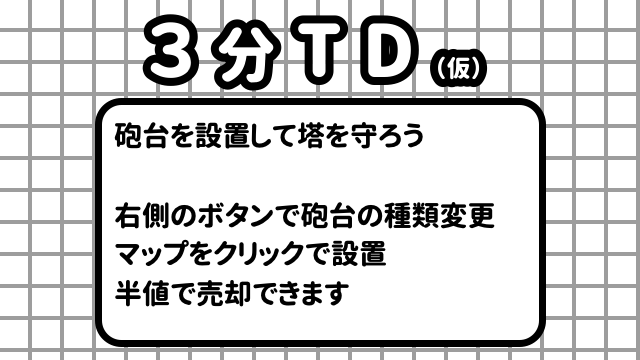 3分TD(仮)
砲台を設置して塔を守ろう
右側のボタンで砲台の種類変更
マップをクリックで設置
半値で売却できます